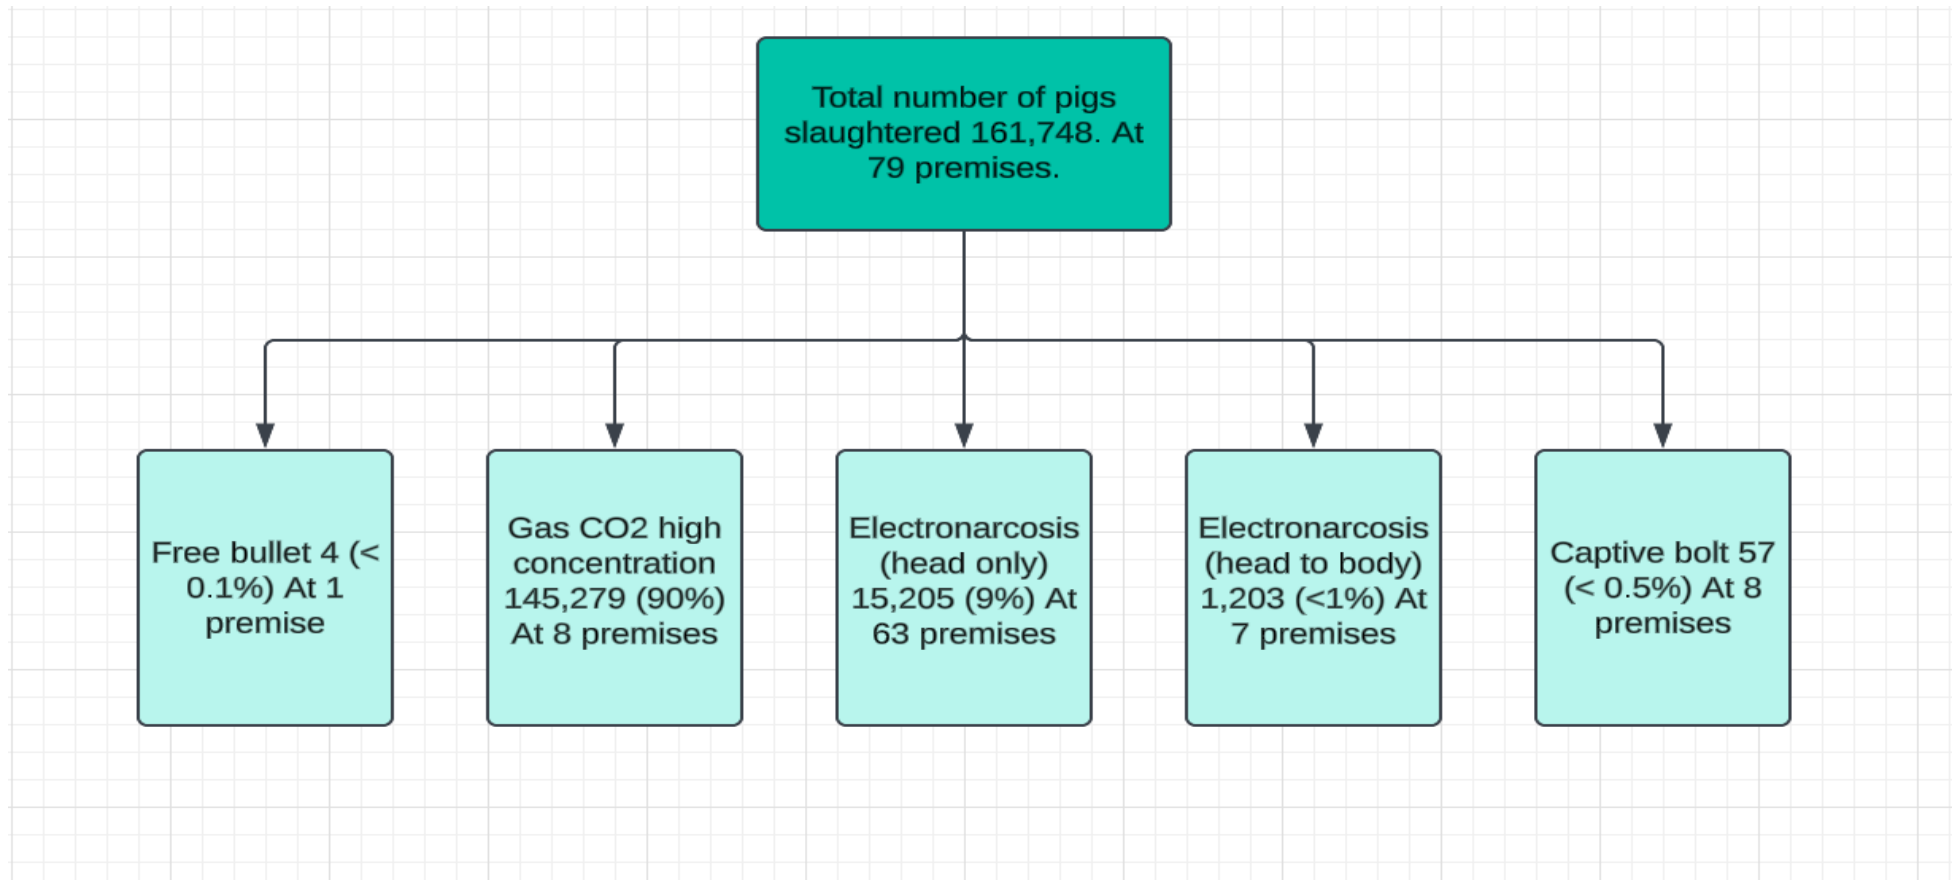 Total number of pigs
slaughtered 161,748. At
79 premises.
Free bullet 4 (<
0.1%) At 1
premise
Gas CO2 high
concentration
145,279 (90%)
At 8 premises
Electronarcosis
(head only)
15,205 (9%) At
63 premises
Electronarcosis
(head to body)
1,203 (<1%) At
7 premises
Captive bolt 57
(< 0.5%) At 8
premises